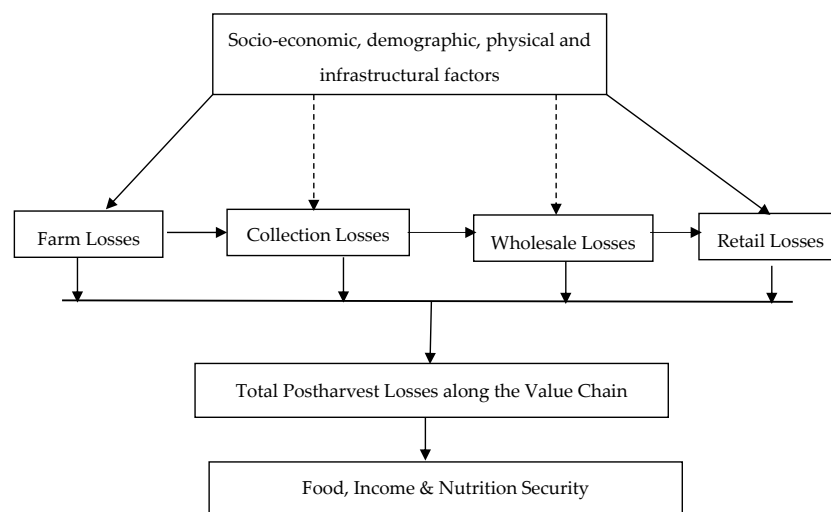 Socio-economic, demographic, physical and
infrastructural factors
Farm Losses
Collection Losses
Wholesale Losses
Retail Losses
Total Postharvest Losses along the Value Chain
Food, Income & Nutrition Security